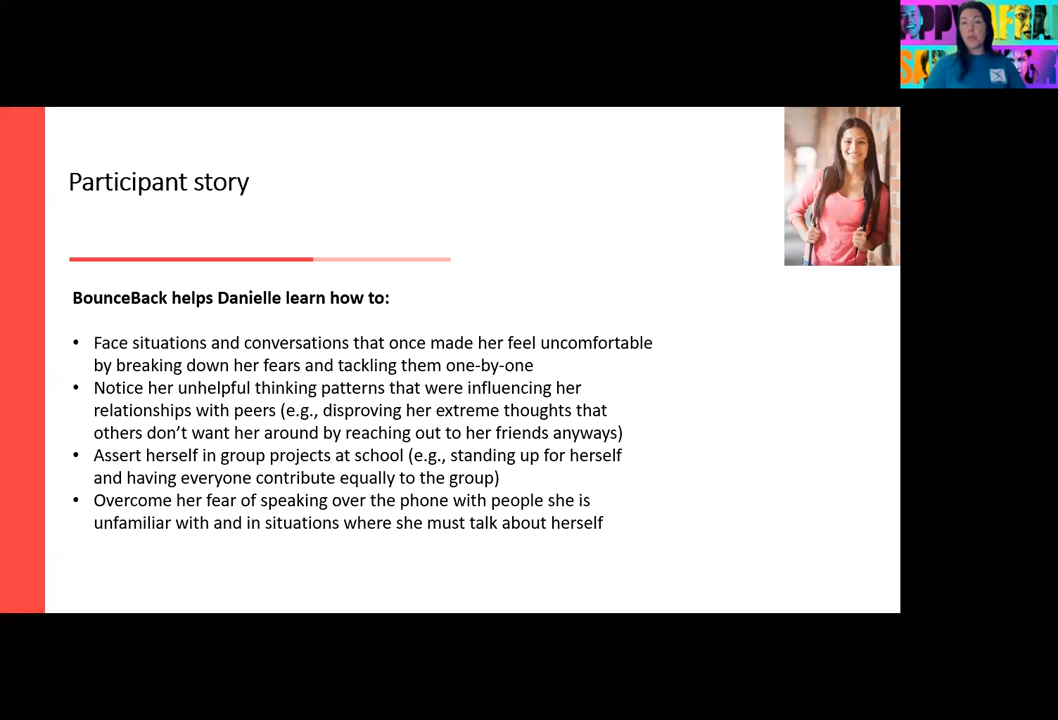 Participant story
BounceBack helps Danielle learn how to:
• Face situations and conversations that once made her feel uncomfortable
by breaking down her fears and tackling them one-by-one
• Notice her unhelpful thinking patterns that were influencing her
relationships with peers (e.g., disproving her extreme thoughts that
others don’t want her around by reaching out to her friends anyways)
• Assert herself in group projects at school (e.g., standing up for herself
and having everyone contribute equally to the group)
• Overcome her fear of speaking over the phone with people she is
unfamiliar with and in situations where she must talk about herself